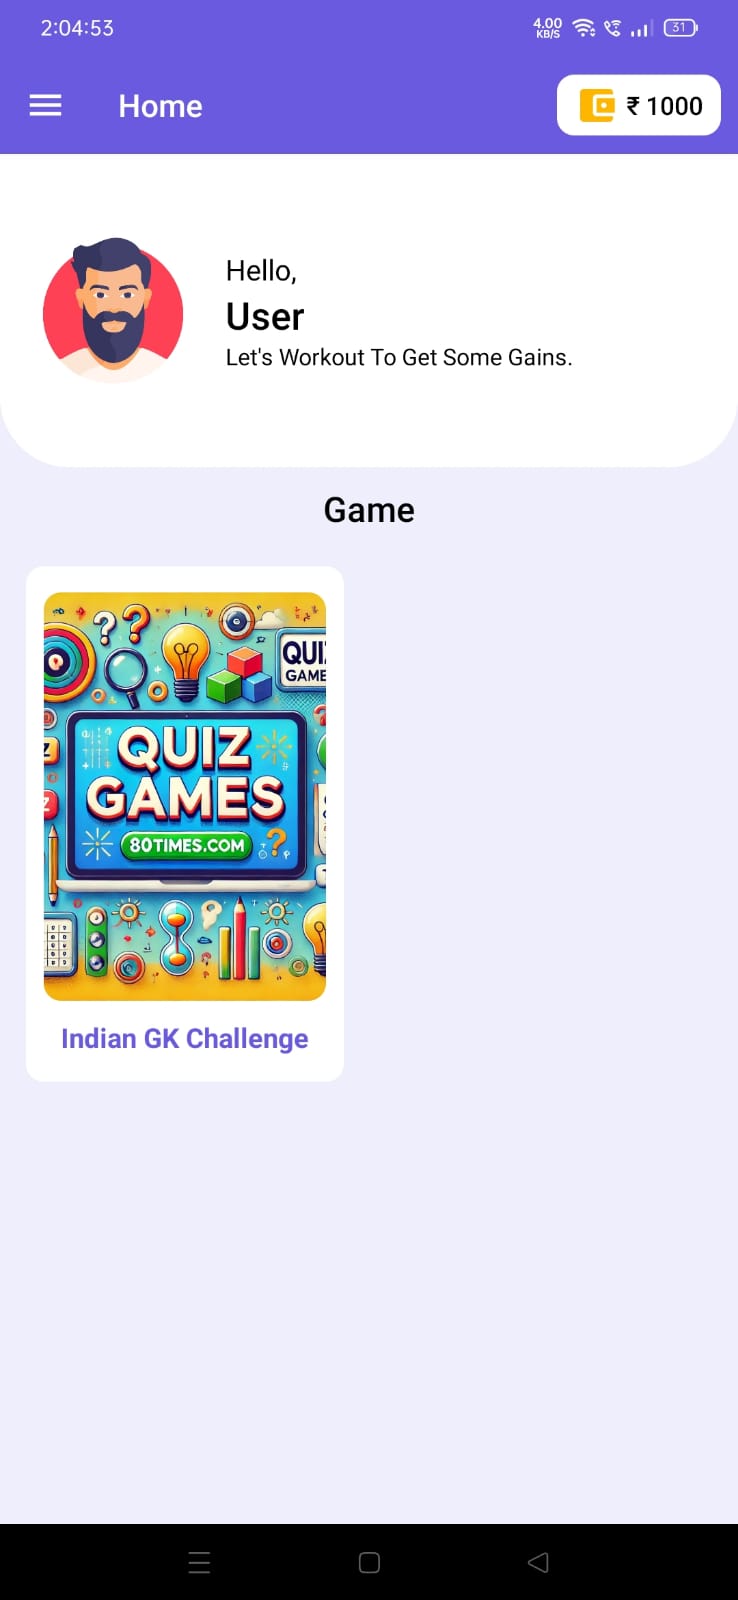 2:04:53
4.00
KB/S
31
Home
₹ 1000
Hello,
User
Let's Workout To Get Some Gains.
Game
QUI
GAME
QUIZ
GAMES
80TIMES.COM
Indian GK Challenge